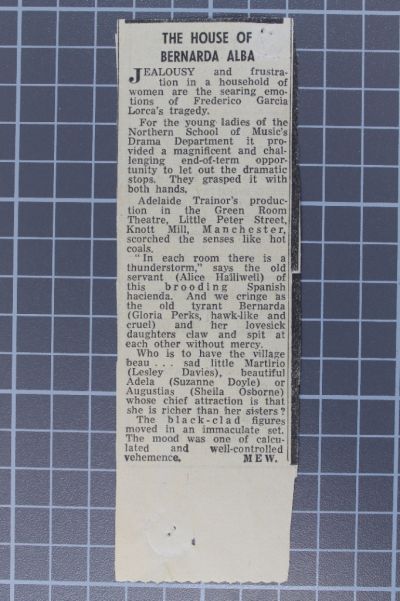 THE HOUSE OF
BERNARDA ALBA
JEALOUSY and frustra-
tion in a household of
women are the searing emo-
tions of Frederico Garcia
Lorca's tragedy.
For the young ladies of the
Northern School of Music's
Drama Department it pro-
vided a magnificent and chal-
lenging end-of-term oppor-
tunity to let out the dramatic
stops. They grasped it with
both hands.
Adelaide Trainor's produc-
tion in the Green Room
Theatre, Little Peter Street,
Knott Mill, Manchester,
scorched the senses like hot
coals.
"In each room there is a
thunderstorm," says the old
servant (Alice Halliwell) of
this brooding Spanish
hacienda. And we cringe as
the old tyrant Bernarda
(Gloria Perks, hawk-like and
cruel) and her lovesick
daughters claw and spit at
each other without mercy.
Who is to have the village
beau . . . sad little Martirio
(Lesley Davies), beautiful
Adela (Suzanne Doyle) or
Augustias (Sheila Osborne)
whose chief attraction is that
she is richer than her sisters?
The black-clad figures
moved in an immaculate set.
The mood was one of calcu-
lated and well-controlled
vehemence. MEW.